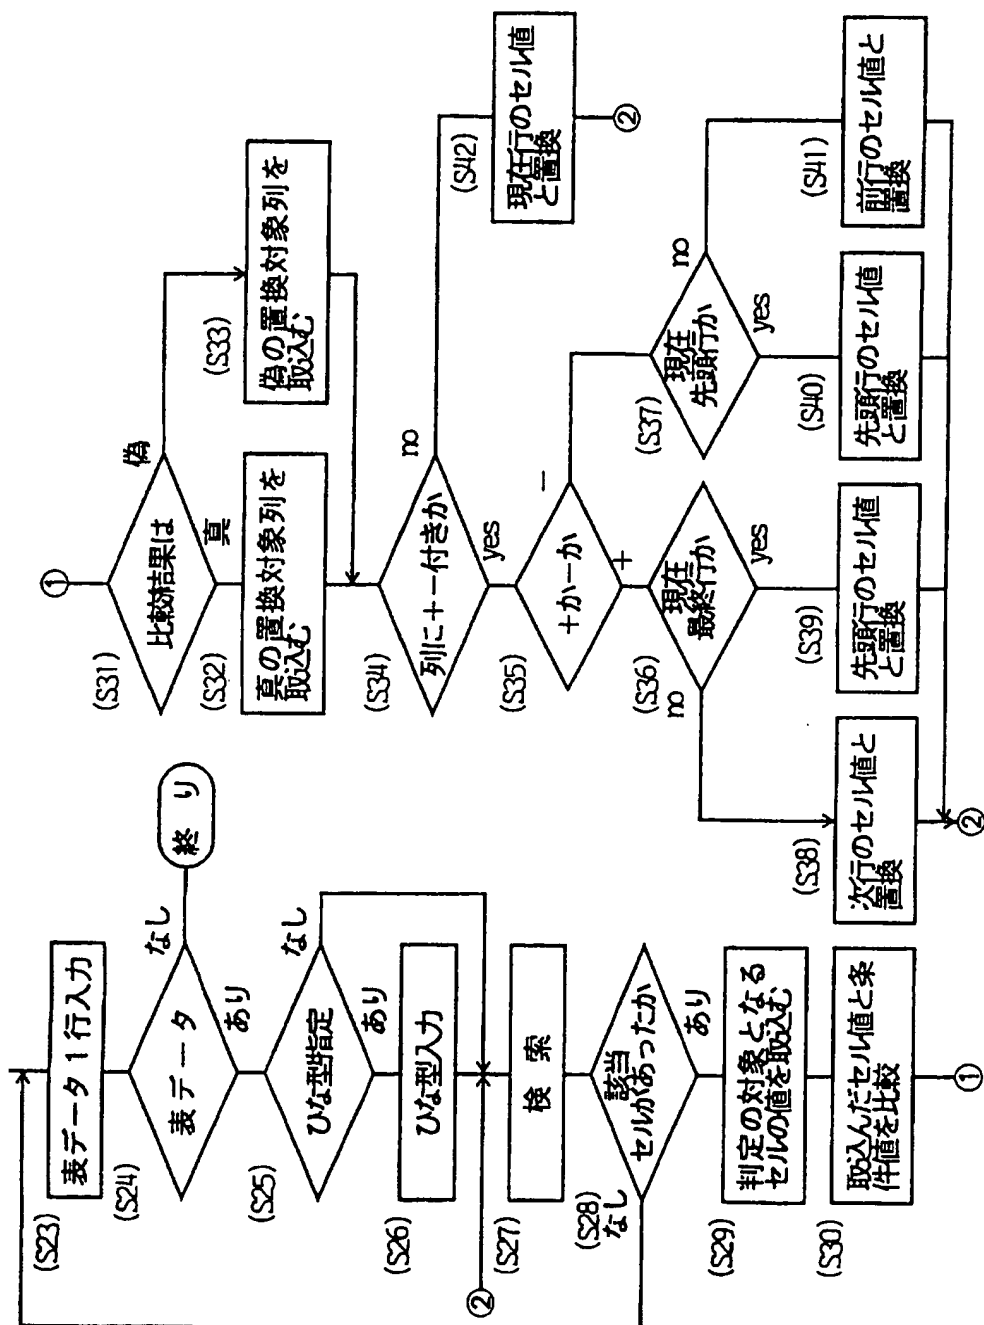 (S23)
表データ1行入力
(S24)
表データ
なし
終り
あり
(S25)
ひな型指定
なし
あり
(S26)
ひな型入力
②
(S27)
検索
(S28)
なし
該当
セルがあったか
あり
(S29)
判定の対象となる
セルの値を取込む
(S30)
取込んだセル値と条
件値を比較
①
①
(S31)
比較結果は
偽
真
(S32)
真の置換対象列を
取込む
(S33)
偽の置換対象列を
取込む
(S34)
列に+−付きか
no
yes
(S42)
現在行のセル値
と置換
②
(S35)
+か−か
−
+
(S36)
no
現在
最終行か
yes
(S37)
現在
先頭行か
no
yes
(S38)
次行のセル値と
置換
(S39)
先頭行のセル値
と置換
(S40)
先頭行のセル値
と置換
(S41)
前行のセル値と
置換
②